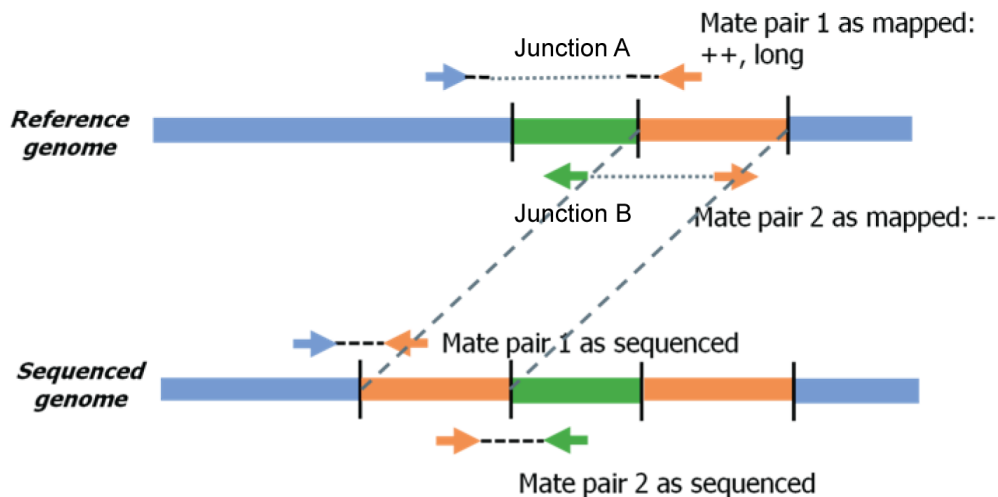 Junction A
Mate pair 1 as mapped:
++, long
Reference
genome
Junction B
Mate pair 2 as mapped: --
Mate pair 1 as sequenced
Sequenced
genome
Mate pair 2 as sequenced